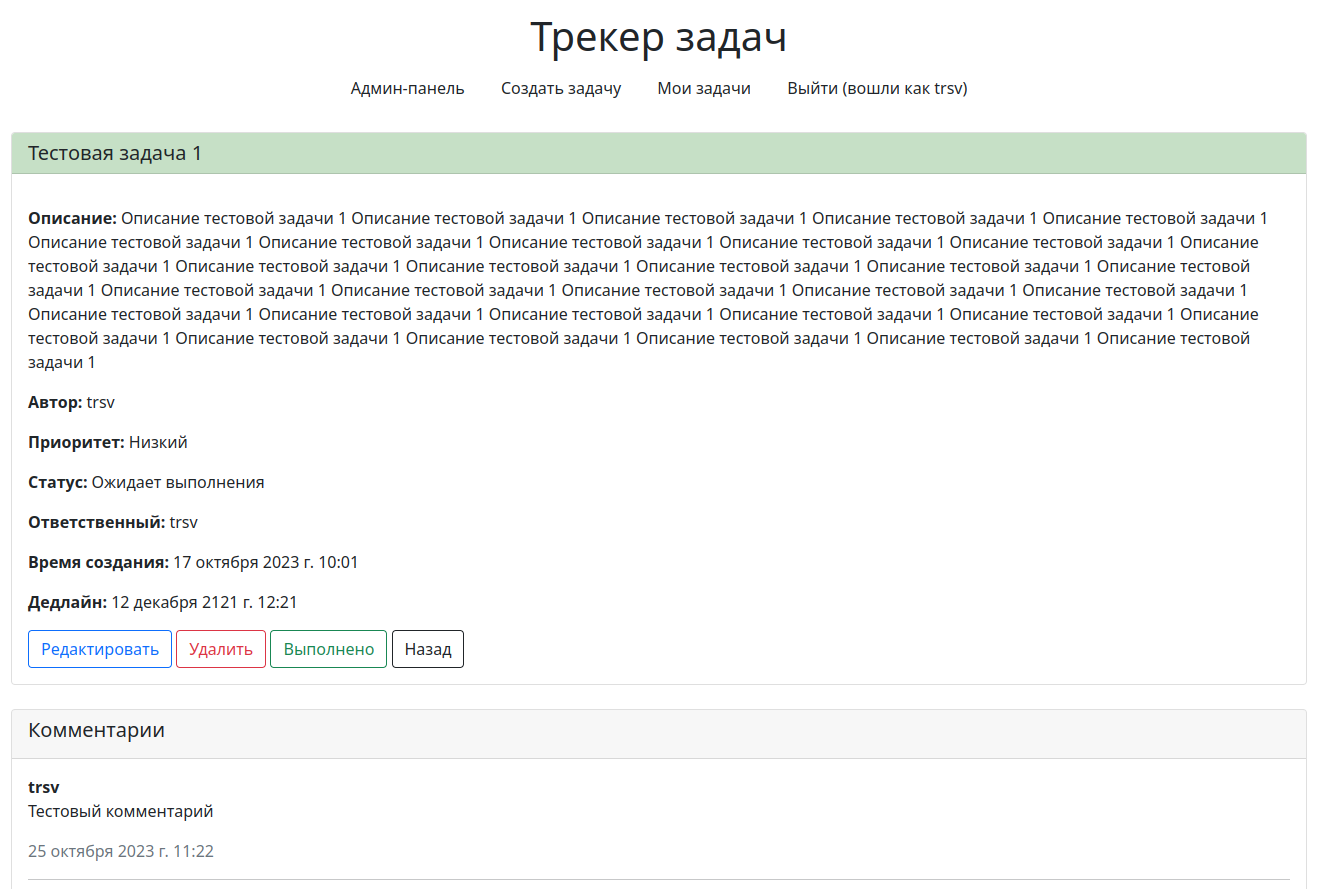 Трекер задач
Админ-панель Создать задачу Мои задачи Выйти (вошли как trsv)
Тестовая задача 1
Описание: Описание тестовой задачи 1 Описание тестовой задачи 1 Описание тестовой задачи 1 Описание тестовой задачи 1 Описание тестовой задачи 1
Описание тестовой задачи 1 Описание тестовой задачи 1 Описание тестовой задачи 1 Описание тестовой задачи 1 Описание тестовой задачи 1 Описание
тестовой задачи 1 Описание тестовой задачи 1 Описание тестовой задачи 1 Описание тестовой задачи 1 Описание тестовой задачи 1 Описание тестовой
задачи 1 Описание тестовой задачи 1 Описание тестовой задачи 1 Описание тестовой задачи 1 Описание тестовой задачи 1 Описание тестовой задачи 1
Описание тестовой задачи 1 Описание тестовой задачи 1 Описание тестовой задачи 1 Описание тестовой задачи 1 Описание тестовой задачи 1 Описание
тестовой задачи 1 Описание тестовой задачи 1 Описание тестовой задачи 1 Описание тестовой задачи 1 Описание тестовой задачи 1 Описание тестовой
задачи 1
Автор: trsv
Приоритет: Низкий
Статус: Ожидает выполнения
Ответственный: trsv
Время создания: 17 октября 2023 г. 10:01
Дедлайн: 12 декабря 2121 г. 12:21
Редактировать Удалить Выполнено Назад
Комментарии
trsv
Тестовый комментарий
25 октября 2023 г. 11:22